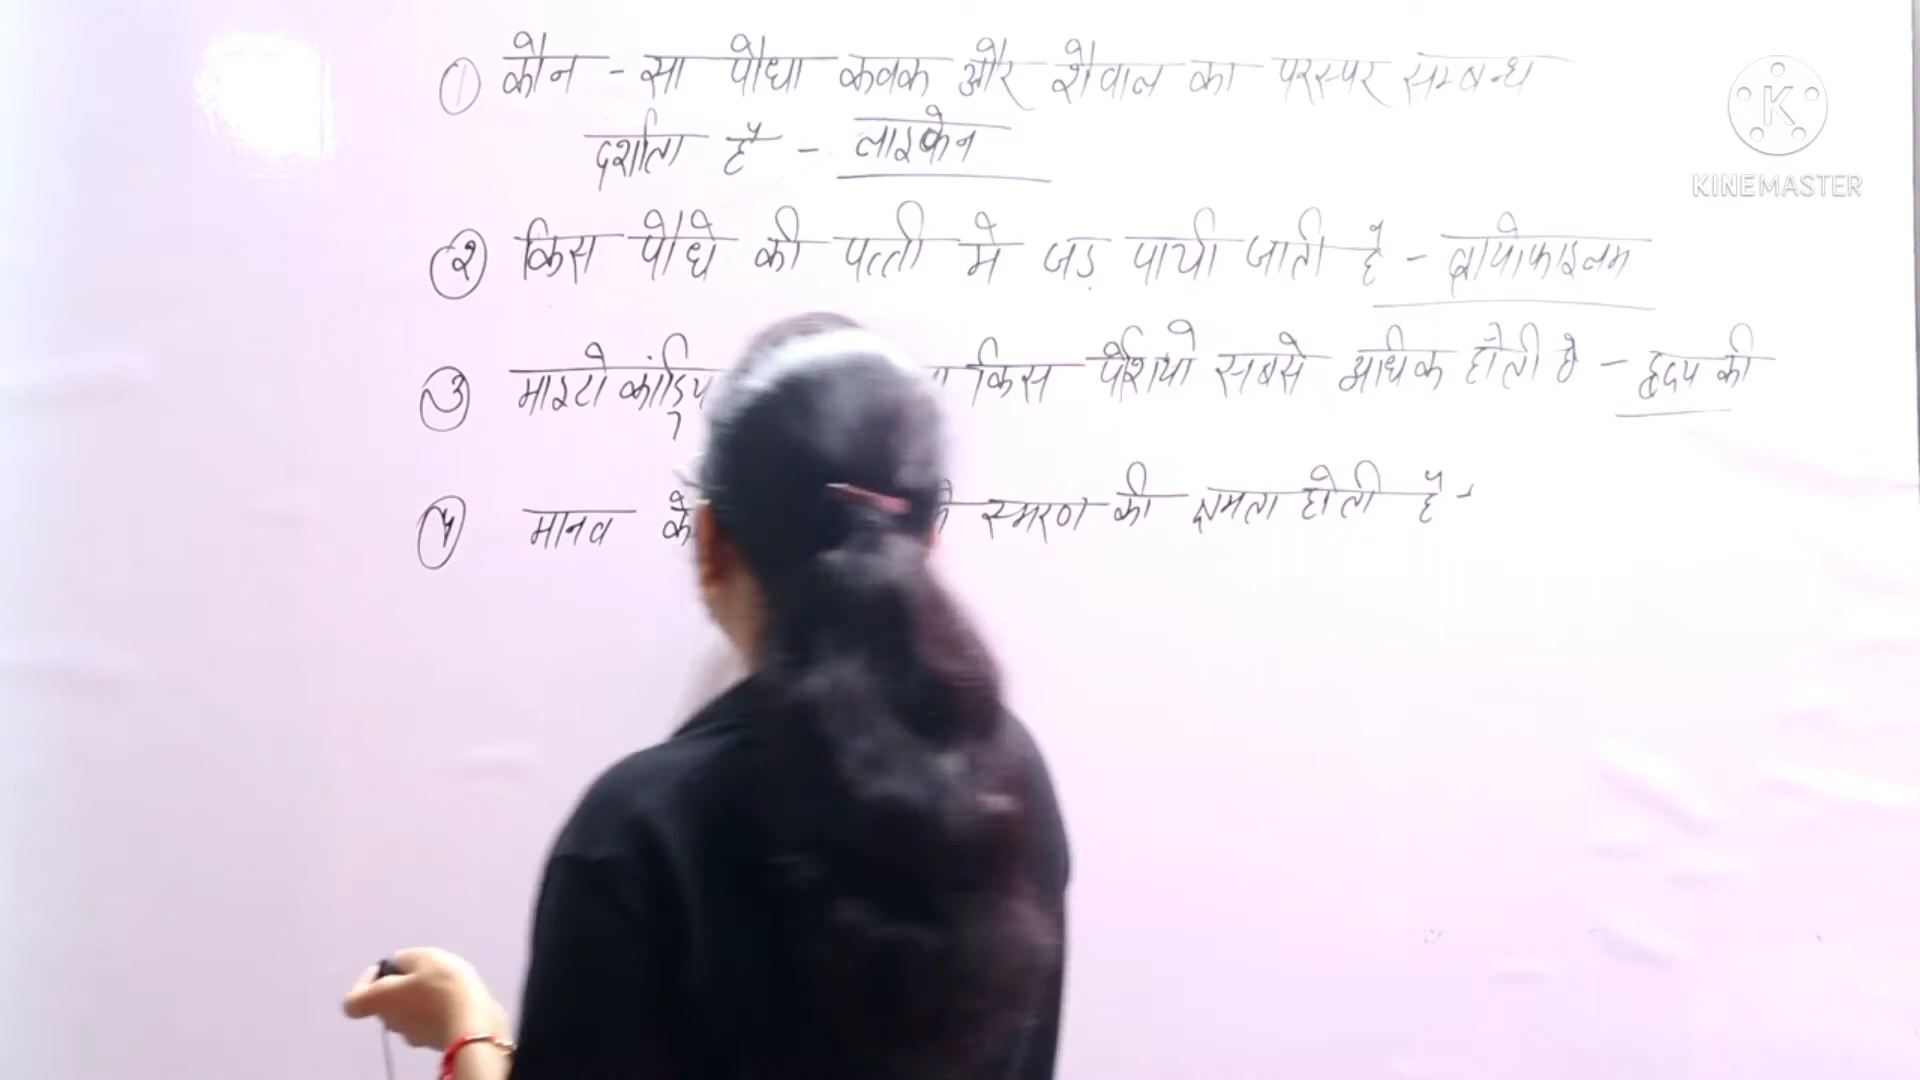 ① कौन - सा पौधा कवक और शैवाल का परस्पर सम्बन्ध
दर्शाता है - लाइकेन
② किस पौधे की पत्ती मे जड़ पायी जाती है - ब्रायोफाइलम
③ माइटोकांड्रिय किस पेशियो सबसे अधिक होती है - हृदय की
④ मानव के स्मरण की क्षमता होती है -
K
KINEMASTER